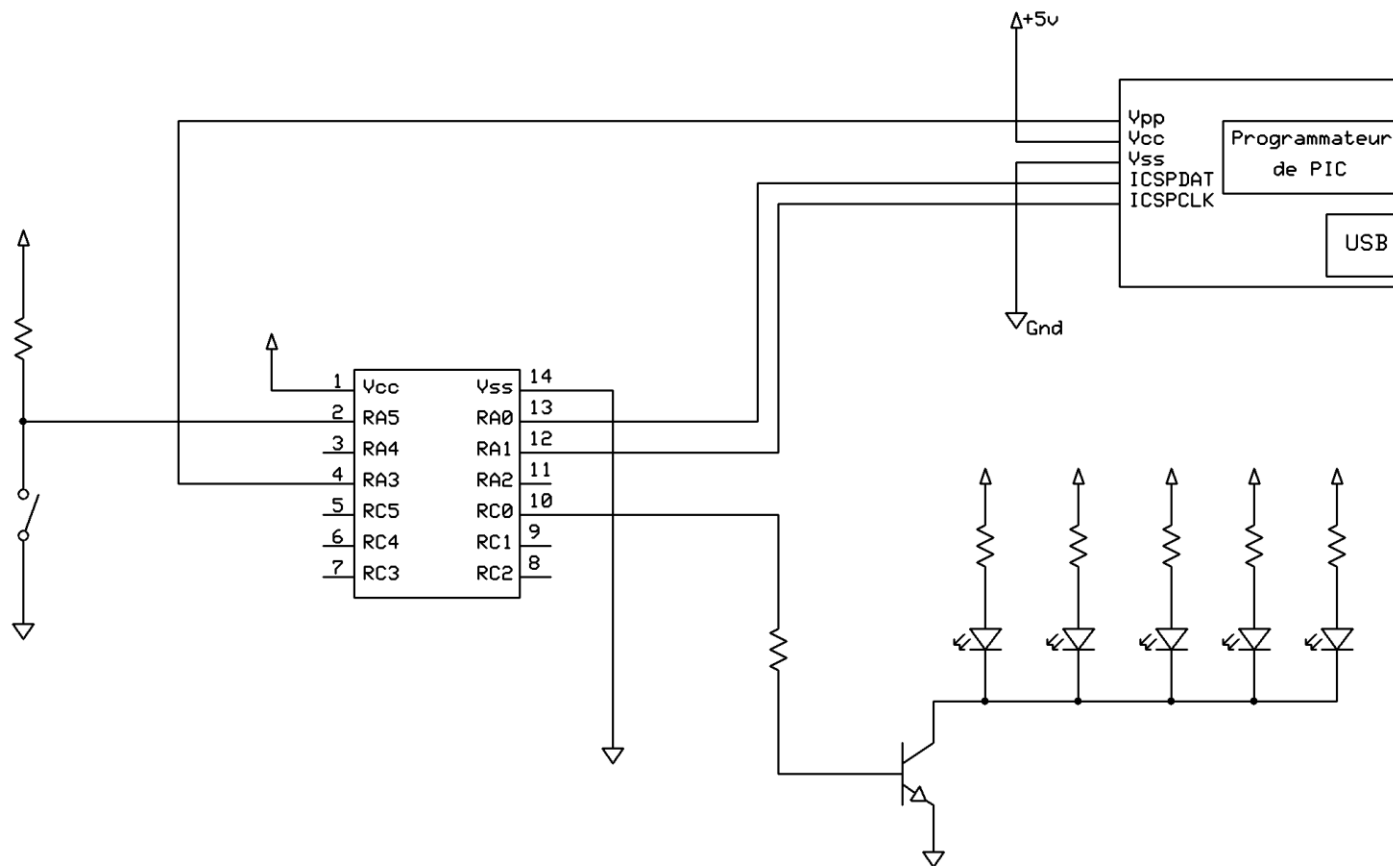 +5v
Vpp
Vcc
Vss
ICSPDAT
ICSPCLK
Programmateur
de PIC
USB
Gnd
1 Vcc Vss 14
2 RA5 RA0 13
3 RA4 RA1 12
4 RA3 RA2 11
5 RC5 RC0 10
6 RC4 RC1 9
7 RC3 RC2 8